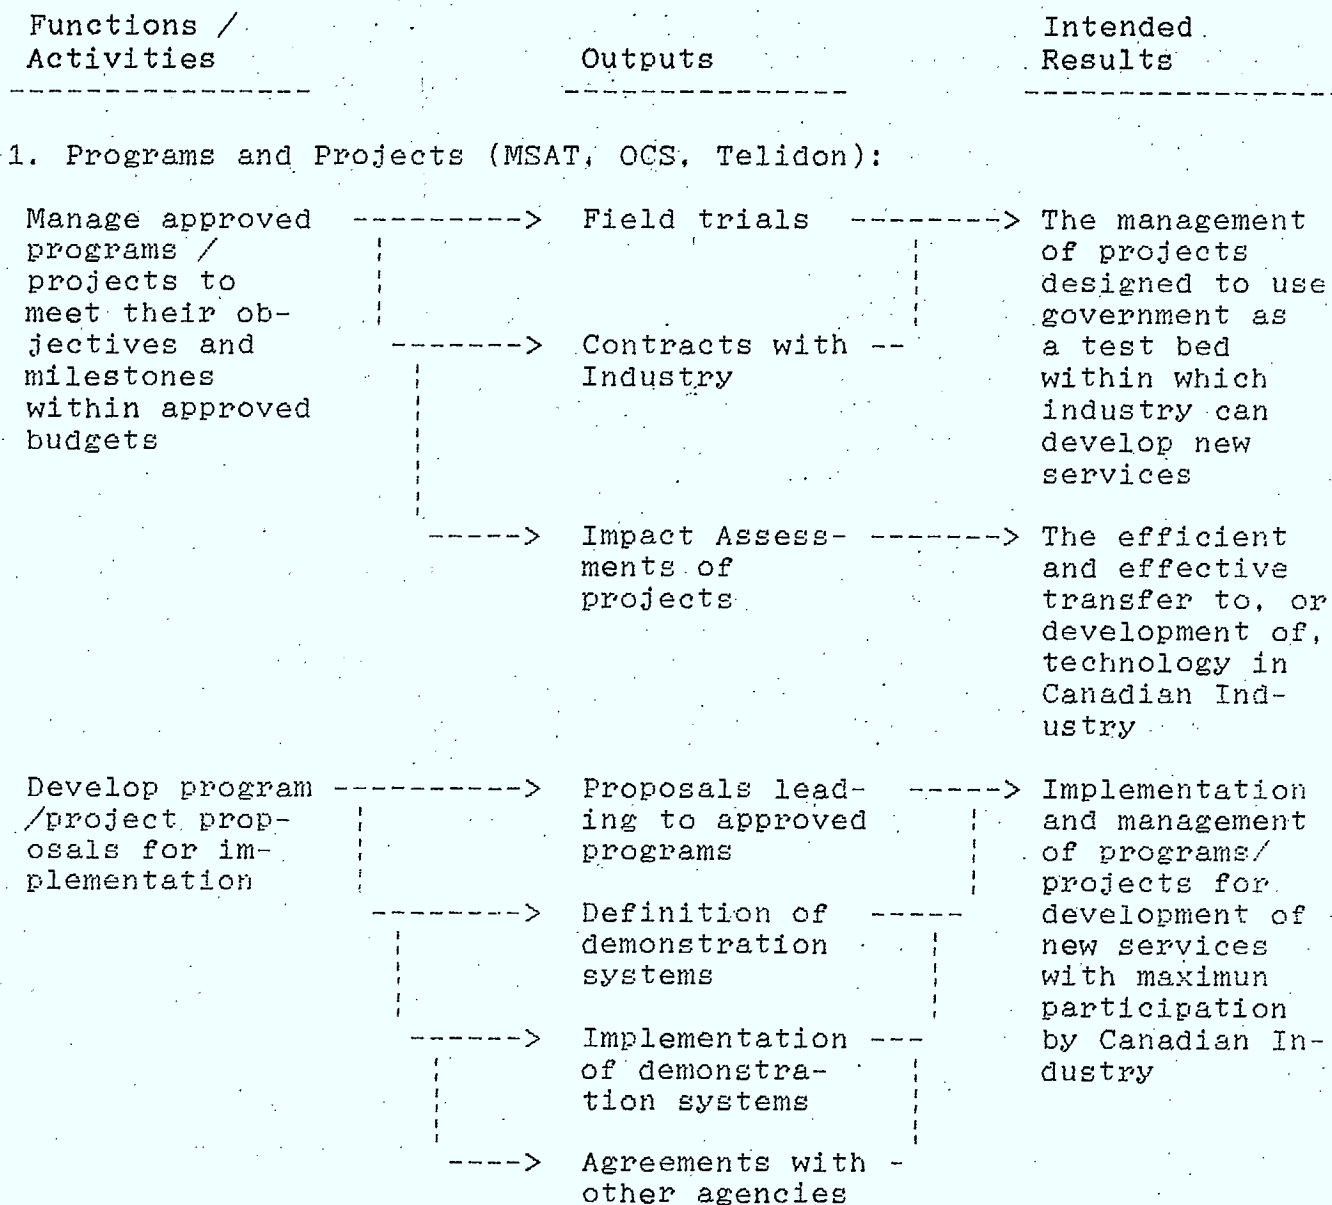 Functions / Activities
Outputs
Intended Results
1. Programs and Projects (MSAT, OCS, Telidon):
Manage approved
programs /
projects to
meet their ob-
jectives and
milestones
within approved
budgets
Field trials
Contracts with
Industry
Impact Assess-
ments of
projects
The management
of projects
designed to use
government as
a test bed
within which
industry can
develop new
services
The efficient
and effective
transfer to, or
development of,
technology in
Canadian Ind-
ustry
Develop program
/project prop-
osals for im-
plementation
Proposals lead-
ing to approved
programs
Definition of
demonstration
systems
Implementation
of demonstra-
tion systems
Agreements with
other agencies
Implementation
and management
of programs/
projects for
development of
new services
with maximun
participation
by Canadian In-
dustry